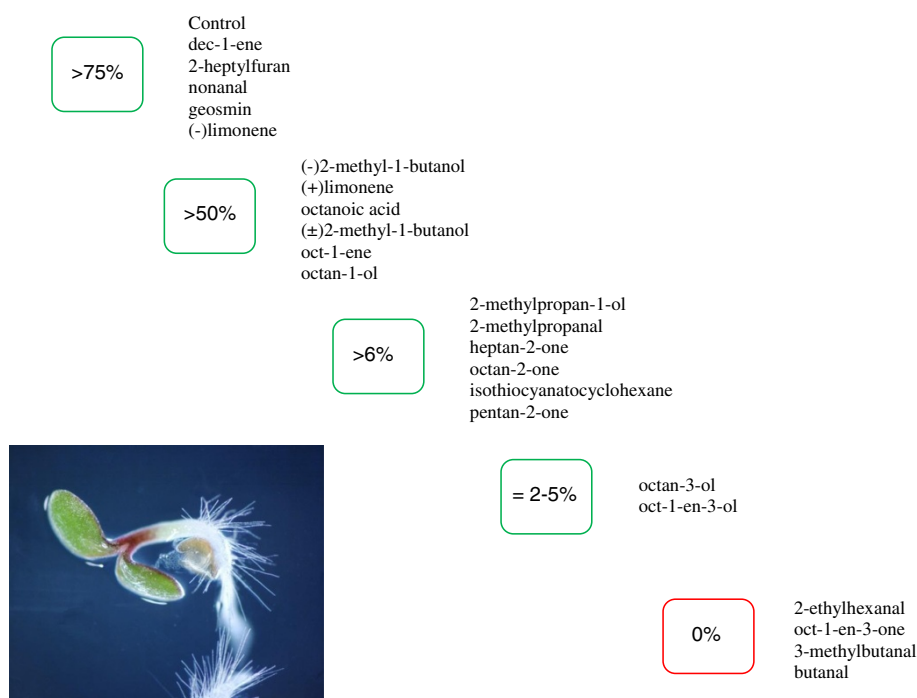 >75%
Control
dec-1-ene
2-heptylfuran
nonanal
geosmin
(-)limonene
>50%
(-)2-methyl-1-butanol
(+)limonene
octanoic acid
(±)2-methyl-1-butanol
oct-1-ene
octan-1-ol
>6%
2-methylpropan-1-ol
2-methylpropanal
heptan-2-one
octan-2-one
isothiocyanatocyclohexane
pentan-2-one
= 2-5%
octan-3-ol
oct-1-en-3-ol
0%
2-ethylhexanal
oct-1-en-3-one
3-methylbutanal
butanal